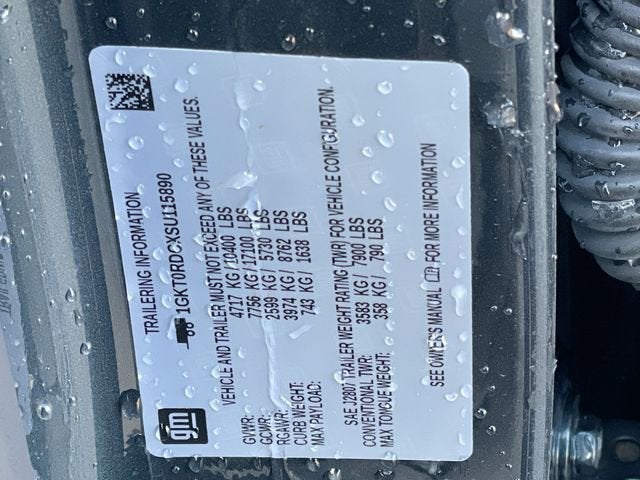 gm
TRAILERING INFORMATION
1GKT0RDCXSU115890
VEHICLE AND TRAILER MUST NOT EXCEED ANY OF THESE VALUES.
GVWR: 4717 KG/ 10400 LBS
GCWR: 7756 KG/ 17100 LBS
RGAWR: 2599 KG/ 5730 LBS
CURB WEIGHT: 3974 KG/ 8762 LBS
MAX PAYLOAD: 743 KG/ 1638 LBS
SAE J2807 TRAILER WEIGHT RATING (TWR) FOR VEHICLE CONFIGURATION.
CONVENTIONAL TWR: 3583 KG/ 7900 LBS
MAX TONGUE WEIGHT: 358 KG/ 790 LBS
SEE OWNER'S MANUAL FOR MORE INFORMATION